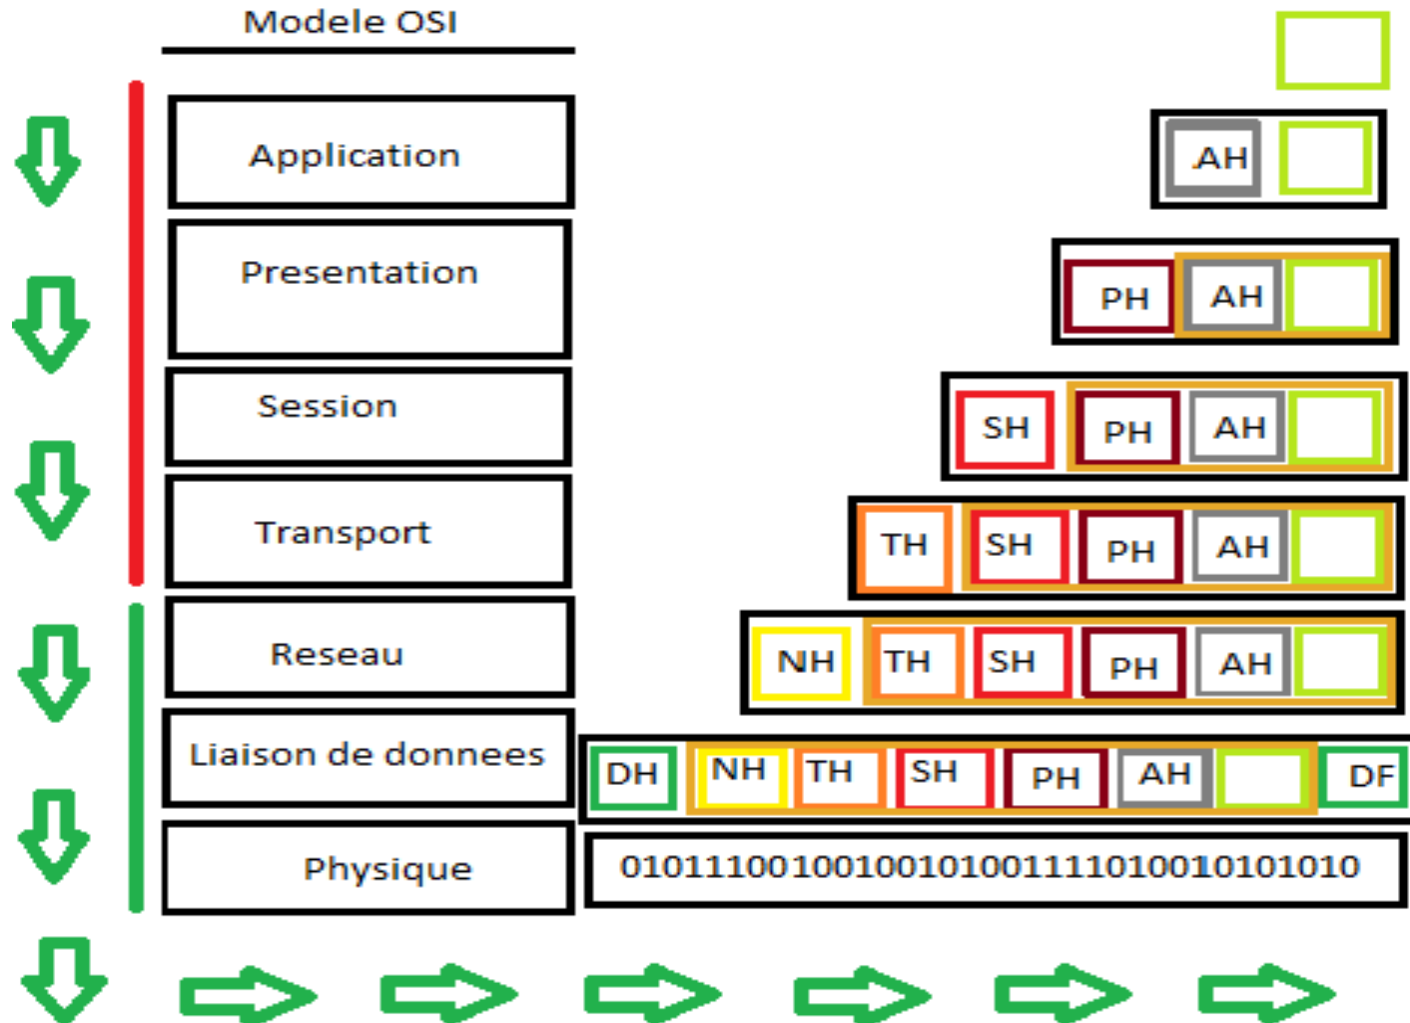 Modele OSI
Application
.AH
Presentation
PH AH
Session
SH PH AH
Transport
TH SH PH AH
Reseau
NH TH SH PH AH
Liaison de donnees
DH NH TH SH PH AH DF
Physique
01011100100100101001111010010101010